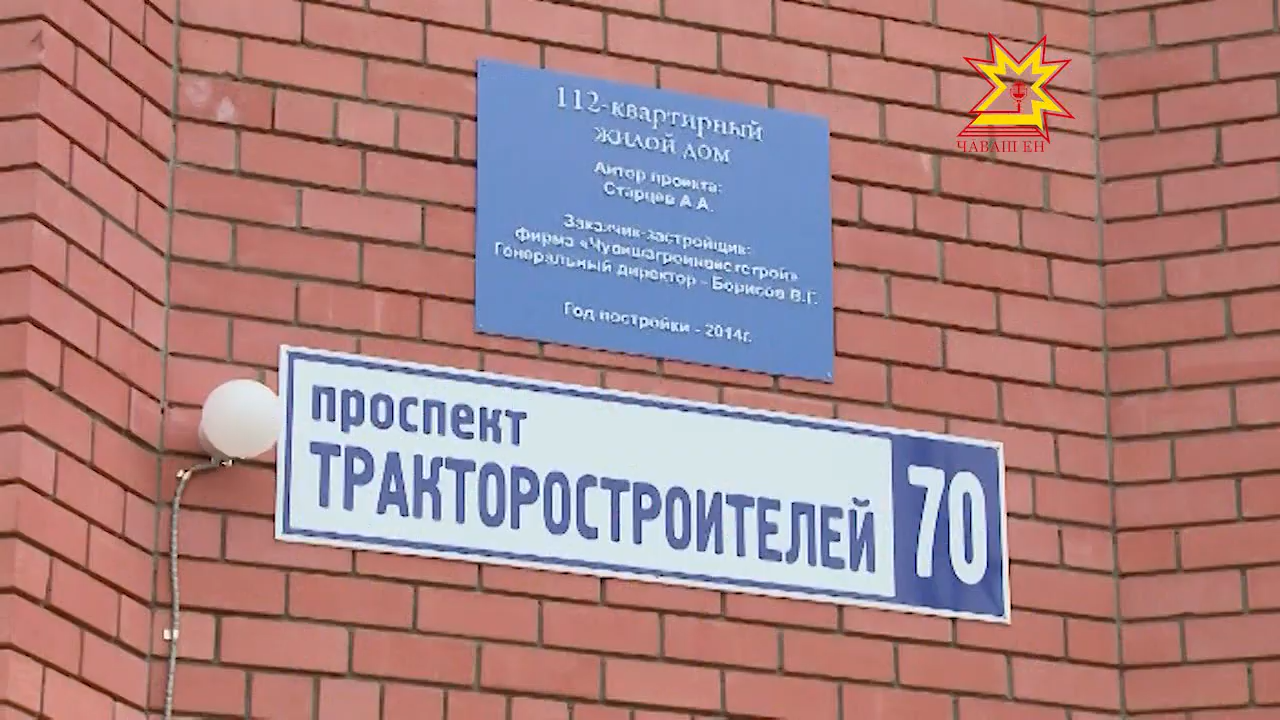 ЧӐВАШ ЕН
112-квартирный
жилой дом
Автор проекта:
Старцев А.А.
Заказчик-застройщик:
фирма «Чувашагроинвестстрой»
Генеральный директор - Борисов В.Г.
Год постройки - 2014г.
проспект
ТРАКТОРОСТРОИТЕЛЕЙ
70